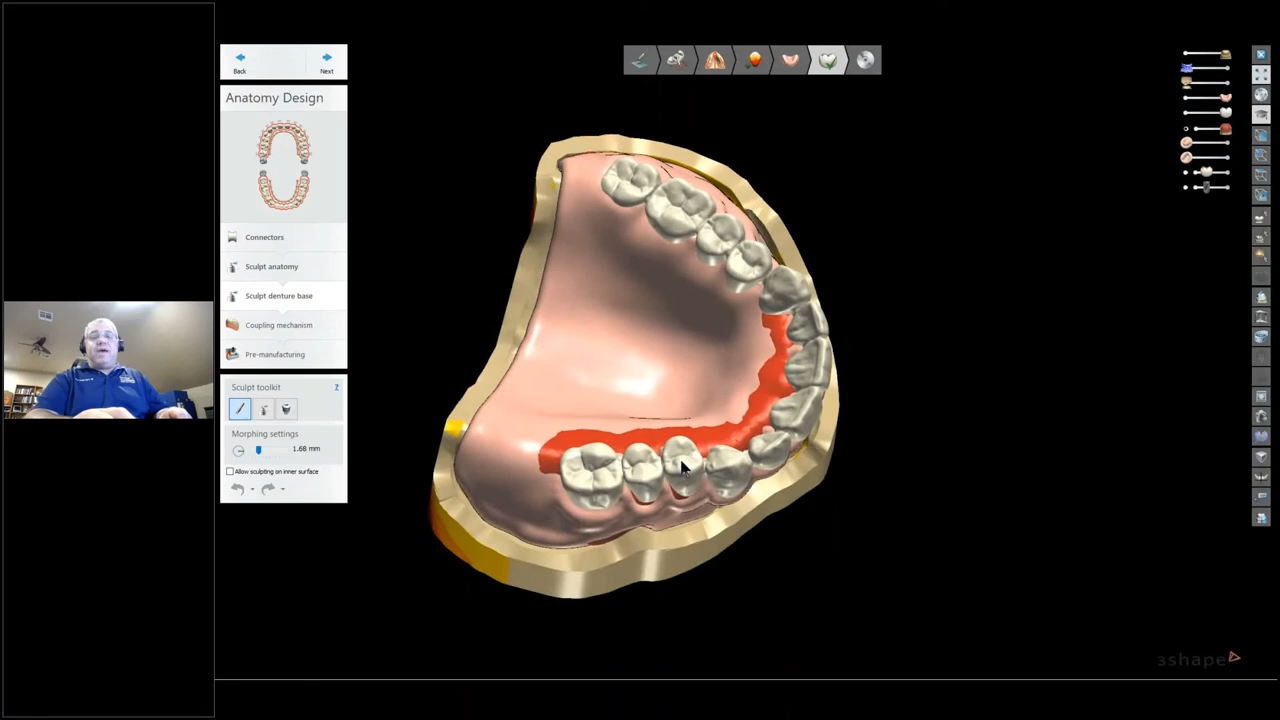 Back
Next
Anatomy Design
Connectors
Sculpt anatomy
Sculpt denture base
Coupling mechanism
Pre-manufacturing
Sculpt toolkit
?
Morphing settings
1.68 mm
Allow sculpting on inner surface
3shape